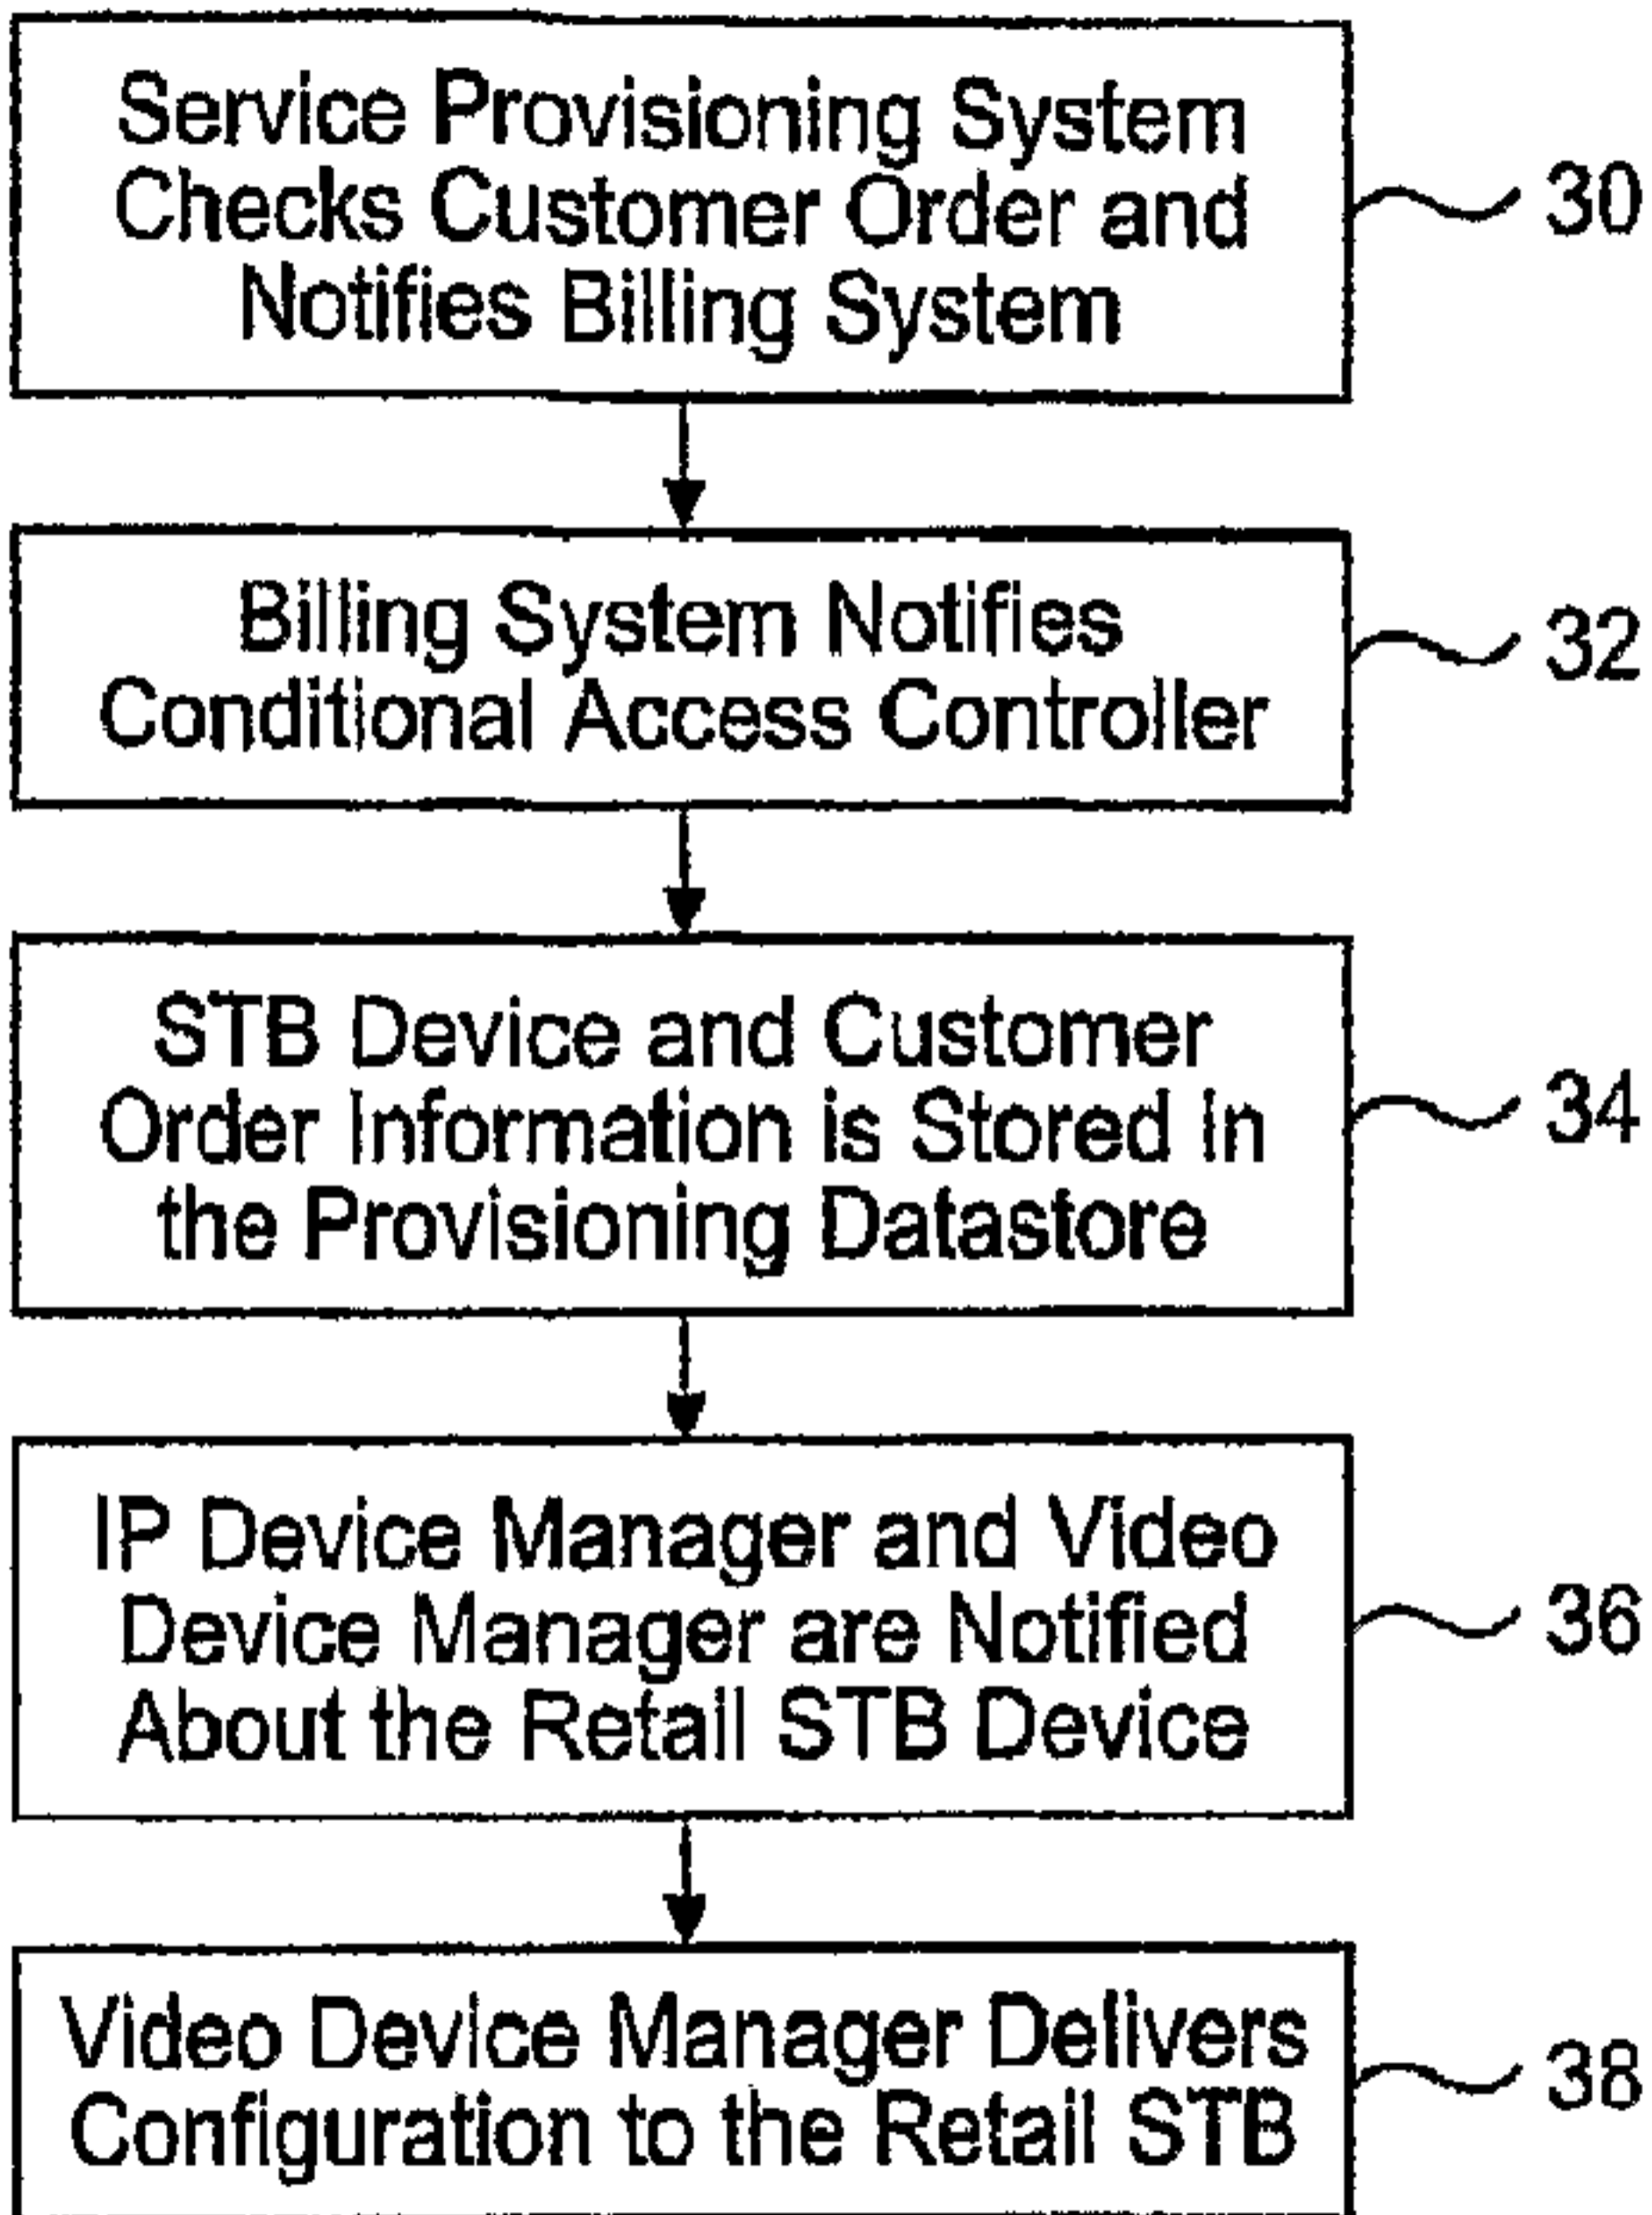 Service Provisioning System
Checks Customer Order and
Notifies Billing System
30
Billing System Notifies
Conditional Access Controller
32
STB Device and Customer
Order Information is Stored in
the Provisioning Datastore
34
IP Device Manager and Video
Device Manager are Notified
About the Retail STB Device
36
Video Device Manager Delivers
Configuration to the Retail STB
38